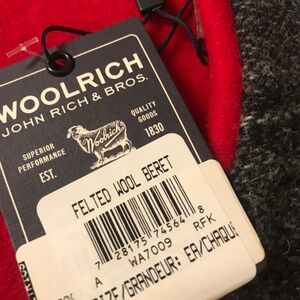 WOOLRICH
JOHN RICH & BROS.
SUPERIOR
PERFORMANCE
QUALITY
GOODS
Woolrich
EST.
1830
FELTED WOOL BERET
7 28175 74564 8
A WA7009 RFK
SIZE/GRANDEUR: EA/CHAQUE